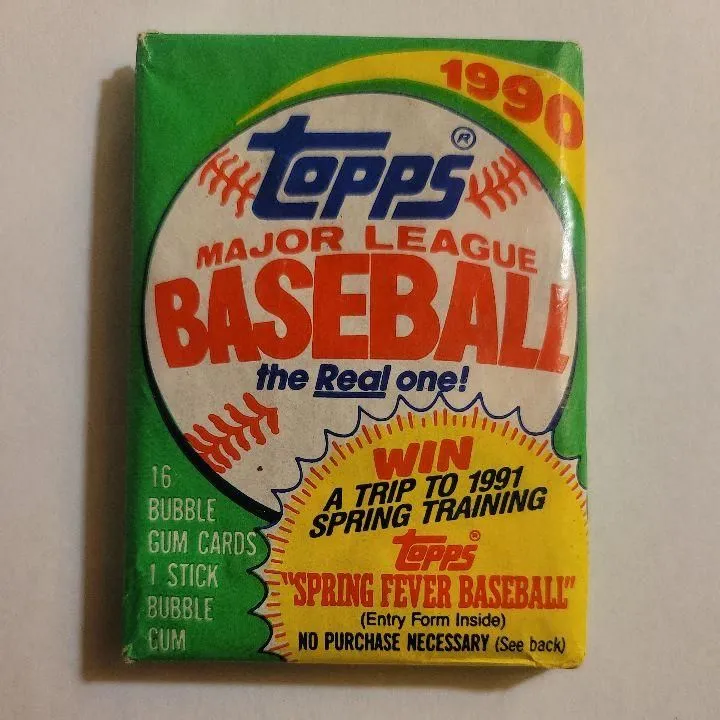 1990
topps®
MAJOR LEAGUE
BASEBALL
the Real one!
WIN
A TRIP TO 1991
SPRING TRAINING
topps®
"SPRING FEVER BASEBALL"
(Entry Form Inside)
NO PURCHASE NECESSARY (See back)
16
BUBBLE
GUM CARDS
1 STICK
BUBBLE
GUM